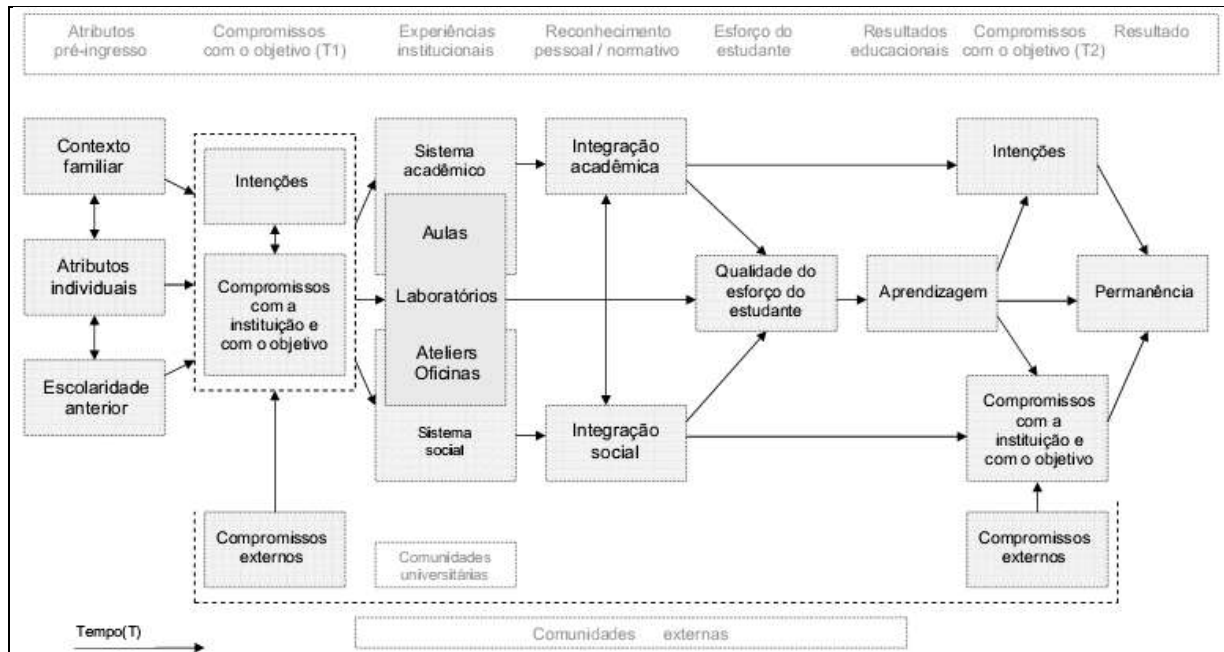 Atributos
pré-ingresso
Compromissos
com o objetivo (T1)
Experiências
institucionais
Reconhecimento
pessoal / normativo
Esforço do
estudante
Resultados
educacionais
Compromissos
com o objetivo (T2)
Resultado
Contexto
familiar
Atributos
individuais
Escolaridade
anterior
Intenções
Compromissos
com a
instituição e
com o objetivo
Compromissos
externos
Sistema
acadêmico
Aulas
Laboratórios
Ateliers
Oficinas
Sistema
social
Comunidades
universitárias
Integração
acadêmica
Integração
social
Qualidade do
esforço do
estudante
Aprendizagem
Intenções
Compromissos
com a
instituição e
com o objetivo
Compromissos
externos
Permanência
Tempo(T)
Comunidades externas